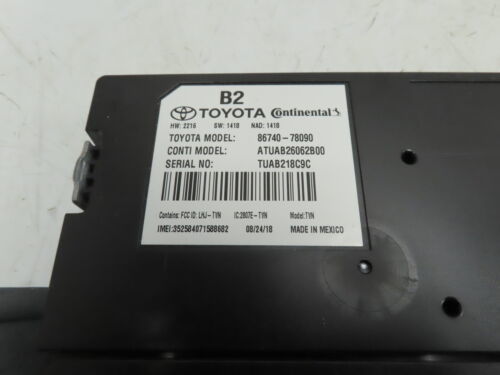 B2
TOYOTA Continental
HW: 2216 SW: 1418 NAD: 1418
TOYOTA MODEL: 86740-78090
CONTI MODEL: ATUAB26062B00
SERIAL NO: TUAB218C9C
Contains: FCC ID: LHJ-TYN IC:2807E-TYN Model:TYN
IMEI:352584071588682 08/24/18 MADE IN MEXICO